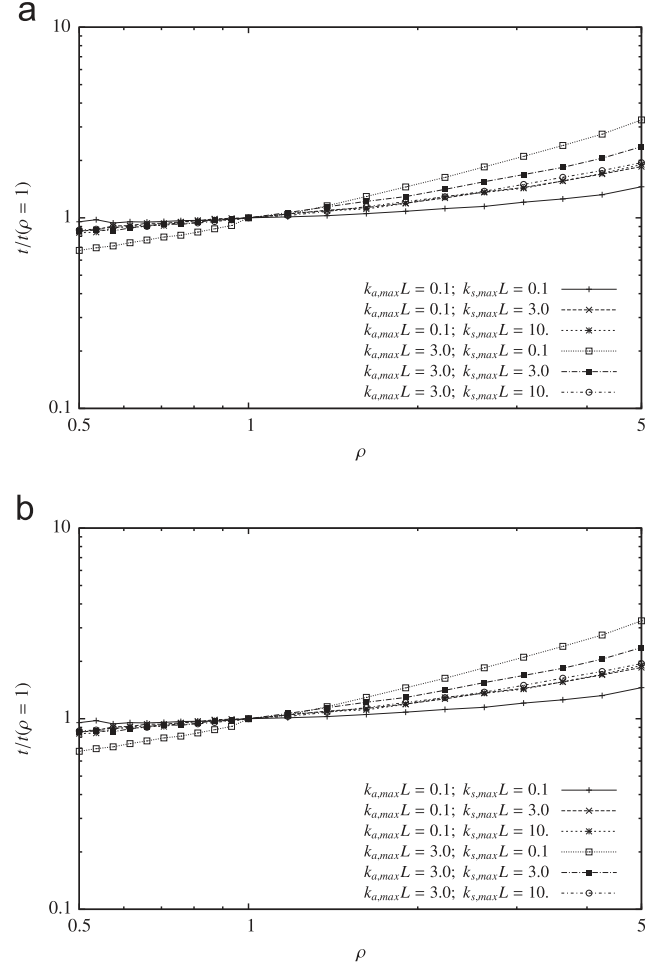 a
10
1
0.1
t/t(ρ = 1)
k_{a,max}L = 0.1; k_{s,max}L = 0.1
k_{a,max}L = 0.1; k_{s,max}L = 3.0
k_{a,max}L = 0.1; k_{s,max}L = 10.
k_{a,max}L = 3.0; k_{s,max}L = 0.1
k_{a,max}L = 3.0; k_{s,max}L = 3.0
k_{a,max}L = 3.0; k_{s,max}L = 10.
0.5 1 5
ρ
b
10
1
0.1
t/t(ρ = 1)
k_{a,max}L = 0.1; k_{s,max}L = 0.1
k_{a,max}L = 0.1; k_{s,max}L = 3.0
k_{a,max}L = 0.1; k_{s,max}L = 10.
k_{a,max}L = 3.0; k_{s,max}L = 0.1
k_{a,max}L = 3.0; k_{s,max}L = 3.0
k_{a,max}L = 3.0; k_{s,max}L = 10.
0.5 1 5
ρ